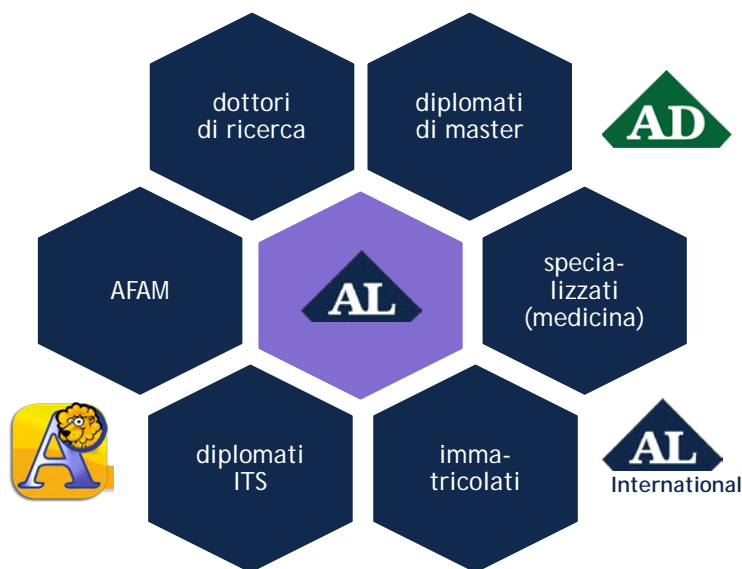 dottori
di ricerca
diplomati
di master
AD
AFAM
AL
specia-
lizzati
(medicina)
A
diplomati
ITS
imma-
tricolati
AL
International